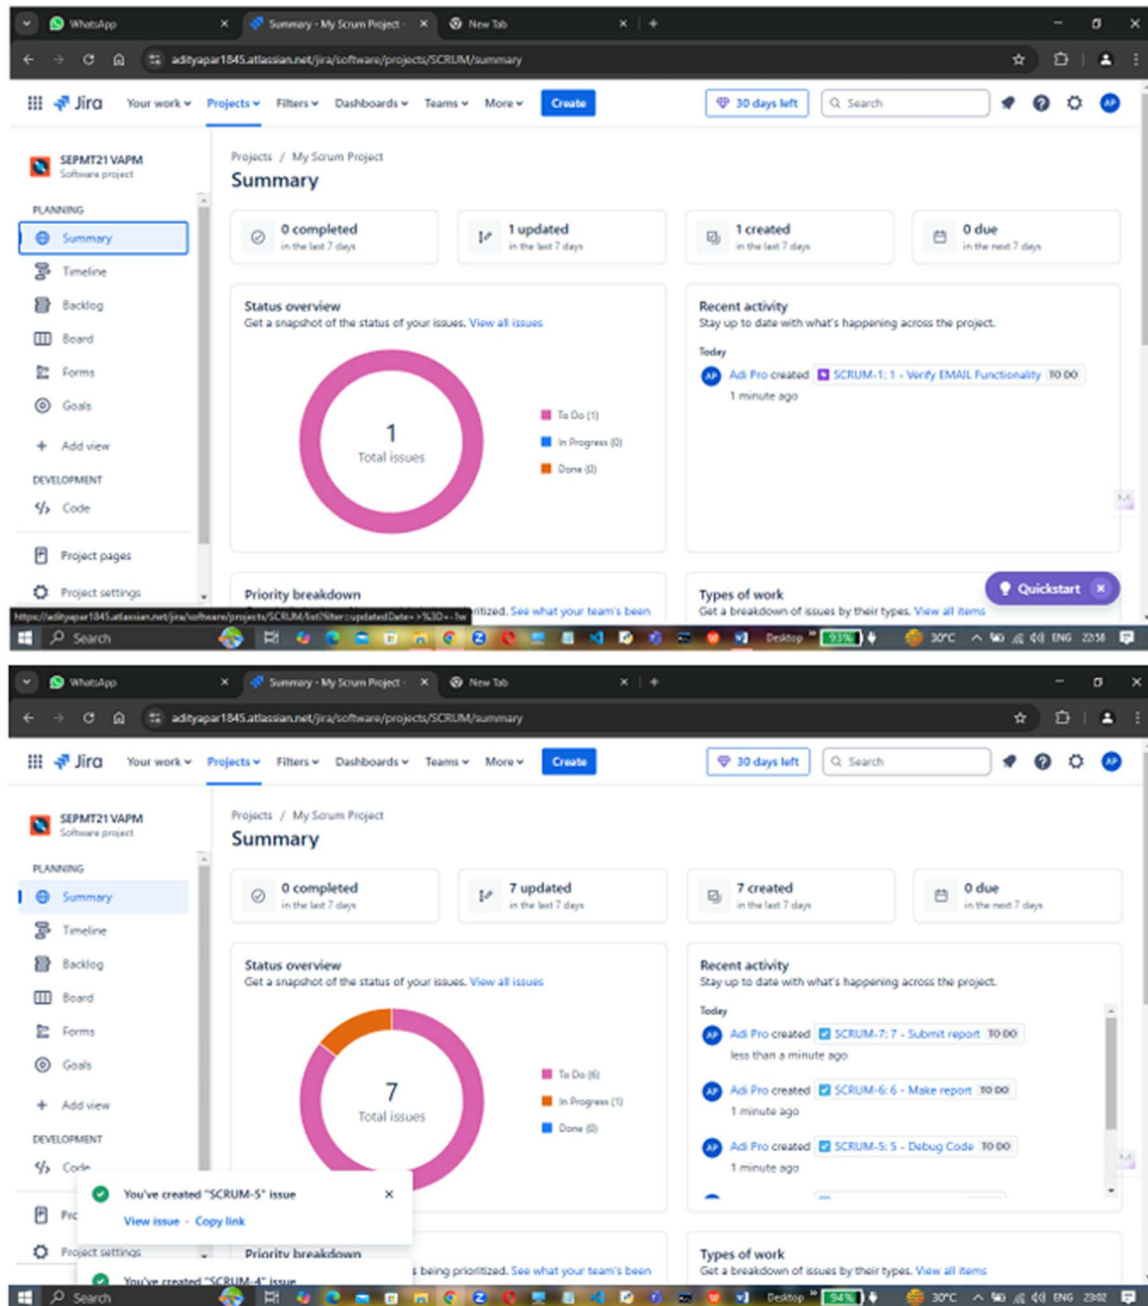 WhatsApp
Summary - My Scrum Project -
New Tab
adityapar1845.atlassian.net/jira/software/projects/SCRUM/summary
Jira Your work Projects Filters Dashboards Teams More Create 30 days left Search AP
SEPMT21 VAPM
Software project
PLANNING
Summary
Timeline
Backlog
Board
Forms
Goals
+ Add view
DEVELOPMENT
Code
Project pages
Project settings
Projects / My Scrum Project
Summary
0 completed
in the last 7 days
1 updated
in the last 7 days
1 created
in the last 7 days
0 due
in the next 7 days
Status overview
Get a snapshot of the status of your issues. View all issues
1
Total issues
To Do (1)
In Progress (0)
Done (0)
Recent activity
Stay up to date with what's happening across the project.
Today
AP Adi Pro created SCRUM-1: 1 - Verify EMAIL Functionality TO DO
1 minute ago
Priority breakdown
See what your team's been
Types of work
Get a breakdown of issues by their types. View all items
Quickstart
Search Desktop 93% 30°C ENG 22:58
WhatsApp
Summary - My Scrum Project -
New Tab
adityapar1845.atlassian.net/jira/software/projects/SCRUM/summary
Jira Your work Projects Filters Dashboards Teams More Create 30 days left Search AP
SEPMT21 VAPM
Software project
PLANNING
Summary
Timeline
Backlog
Board
Forms
Goals
+ Add view
DEVELOPMENT
Code
Project settings
Projects / My Scrum Project
Summary
0 completed
in the last 7 days
7 updated
in the last 7 days
7 created
in the last 7 days
0 due
in the next 7 days
Status overview
Get a snapshot of the status of your issues. View all issues
7
Total issues
To Do (6)
In Progress (1)
Done (0)
Recent activity
Stay up to date with what's happening across the project.
Today
AP Adi Pro created SCRUM-7: 7 - Submit report TO DO
less than a minute ago
AP Adi Pro created SCRUM-6: 6 - Make report TO DO
1 minute ago
AP Adi Pro created SCRUM-5: 5 - Debug Code TO DO
1 minute ago
You've created "SCRUM-5" issue
View issue · Copy link
You've created "SCRUM-4" issue
Priority breakdown
being prioritized. See what your team's been
Types of work
Get a breakdown of issues by their types. View all items
Search Desktop 94% 30°C ENG 23:02